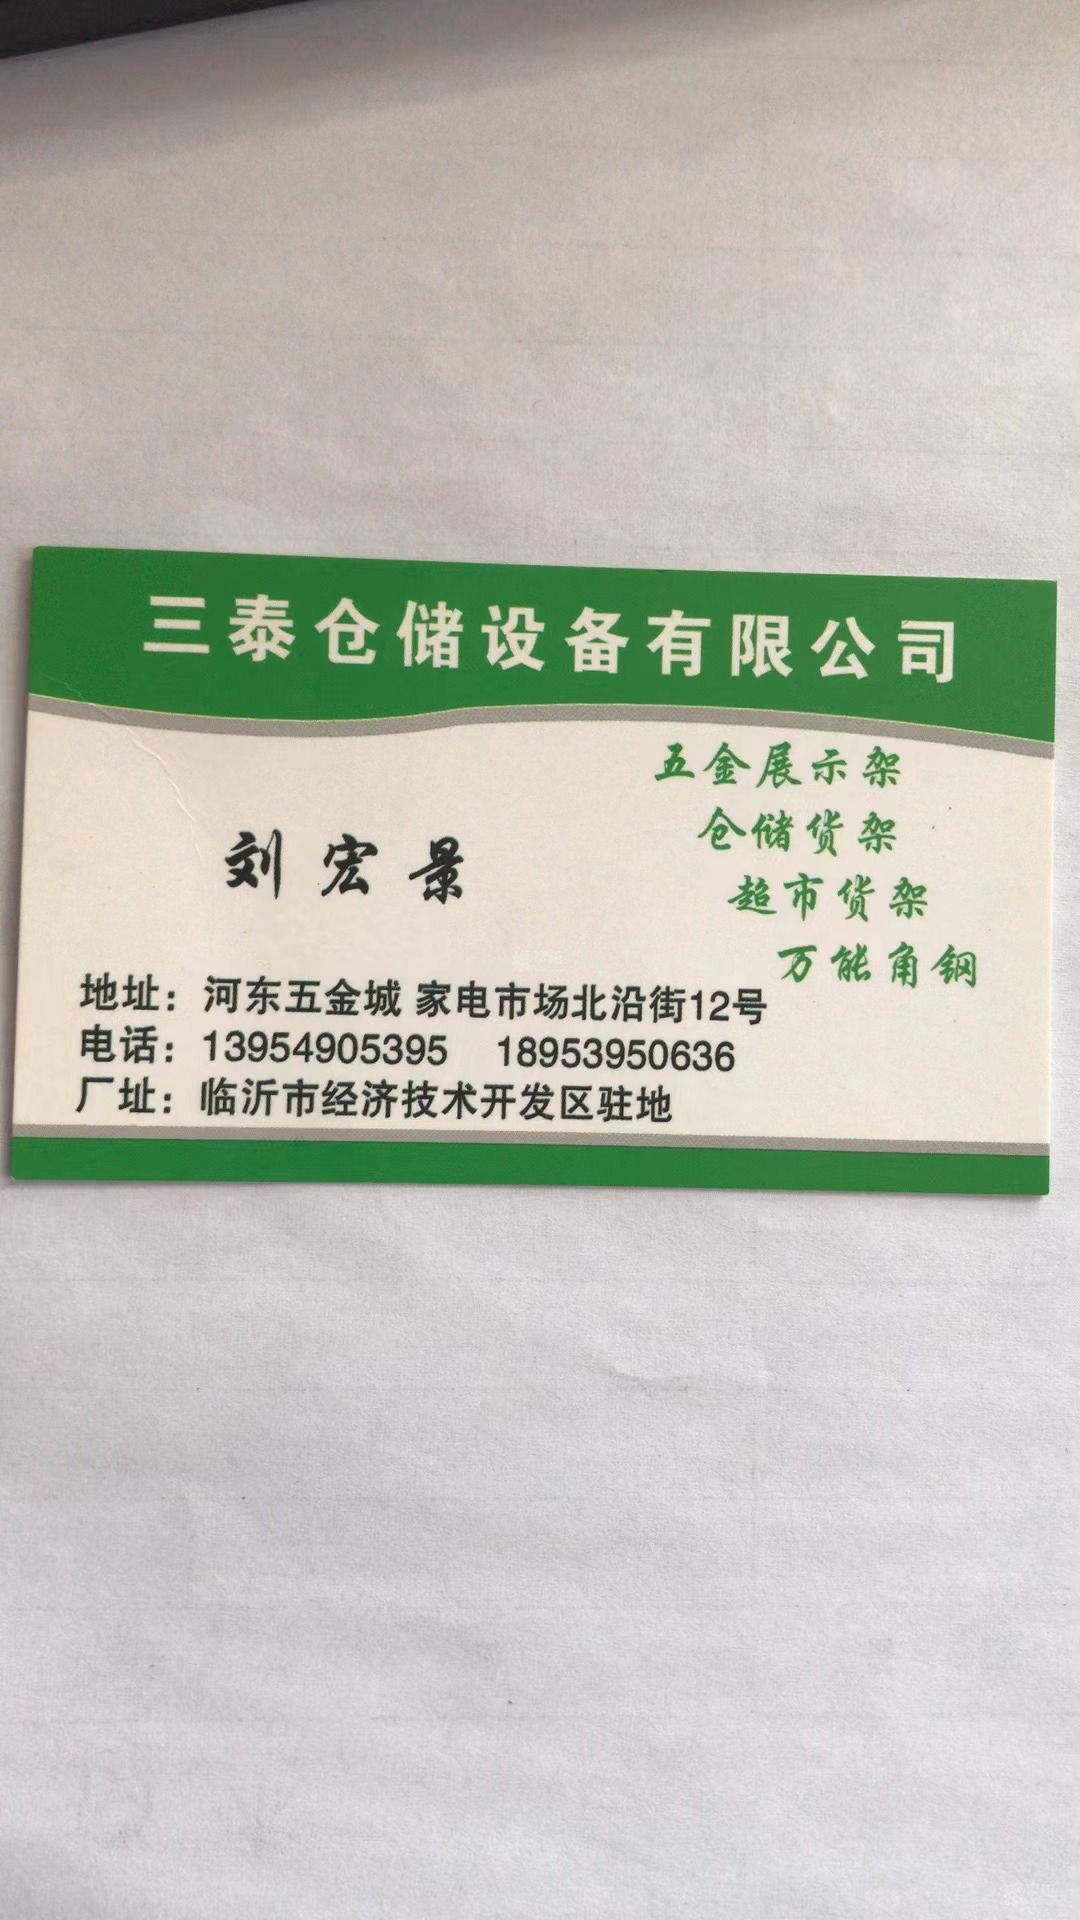 三泰仓储设备有限公司
五金展示架
仓储货架
超市货架
万能角钢
刘宏景
地址：河东五金城 家电市场北沿街12号
电话：13954905395 18953950636
厂址：临沂市经济技术开发区驻地